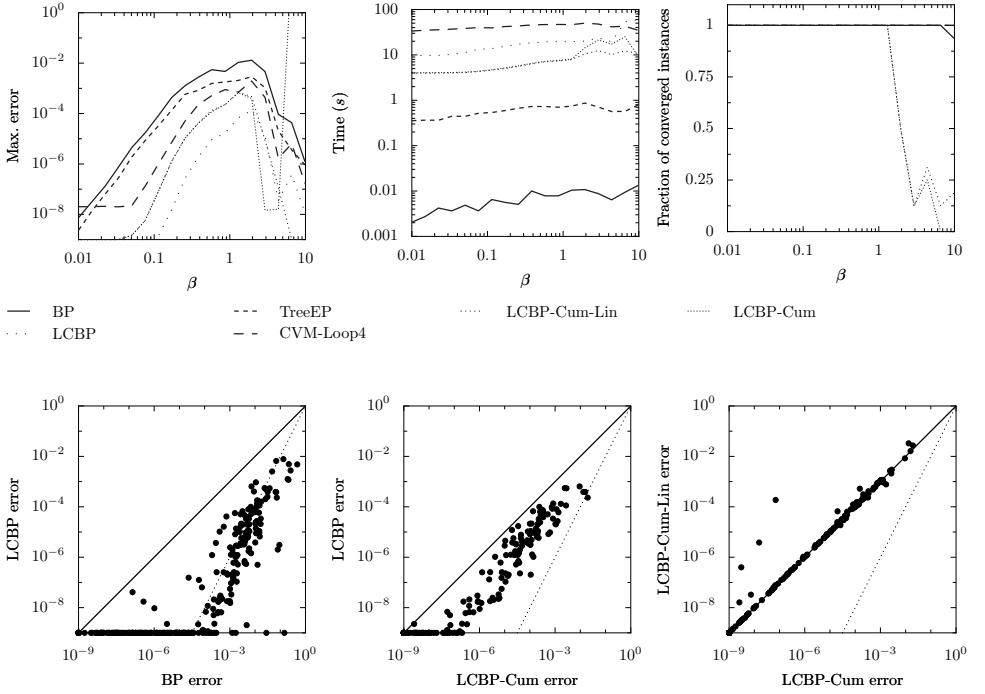 10^0
10^-2
10^-4
10^-6
10^-8
Max. error
0.01 0.1 1 10
β
100
10
1
0.1
0.01
0.001
Time (s)
0.01 0.1 1 10
β
1
0.75
0.5
0.25
0
Fraction of converged instances
0.01 0.1 1 10
β
BP
TreeEP
LCBP-Cum-Lin
LCBP-Cum
LCBP
CVM-Loop4
10^0
10^-2
10^-4
10^-6
10^-8
LCBP error
10^-9 10^-6 10^-3 10^0
BP error
10^0
10^-2
10^-4
10^-6
10^-8
LCBP error
10^-9 10^-6 10^-3 10^0
LCBP-Cum error
10^0
10^-2
10^-4
10^-6
10^-8
LCBP-Cum-Lin error
10^-9 10^-6 10^-3 10^0
LCBP-Cum error